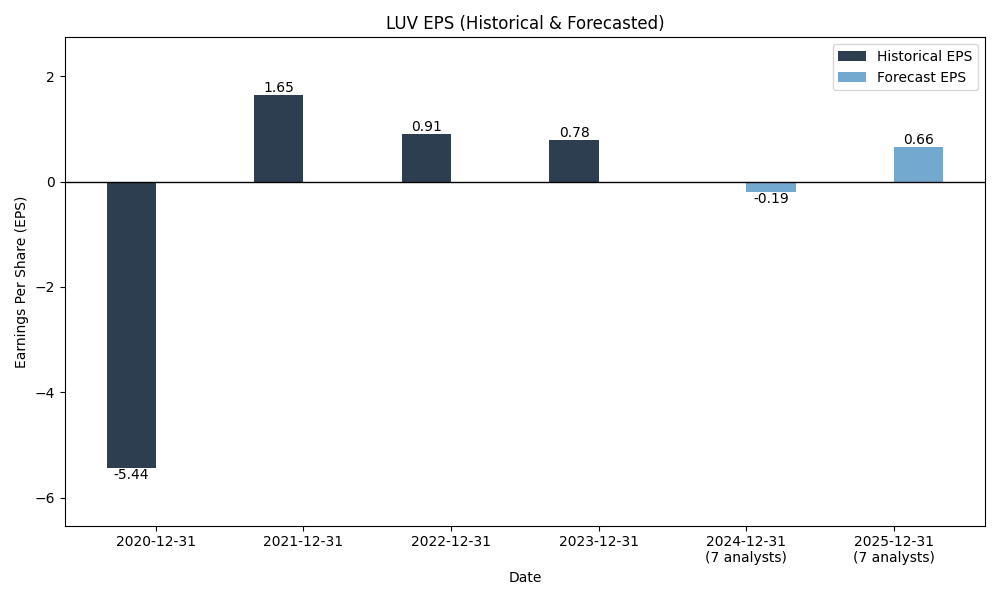 LUV EPS (Historical & Forecasted)
Historical EPS
Forecast EPS
Earnings Per Share (EPS)
2
0
−2
−4
−6
-5.44
1.65
0.91
0.78
-0.19
0.66
2020-12-31
2021-12-31
2022-12-31
2023-12-31
2024-12-31
(7 analysts)
2025-12-31
(7 analysts)
Date